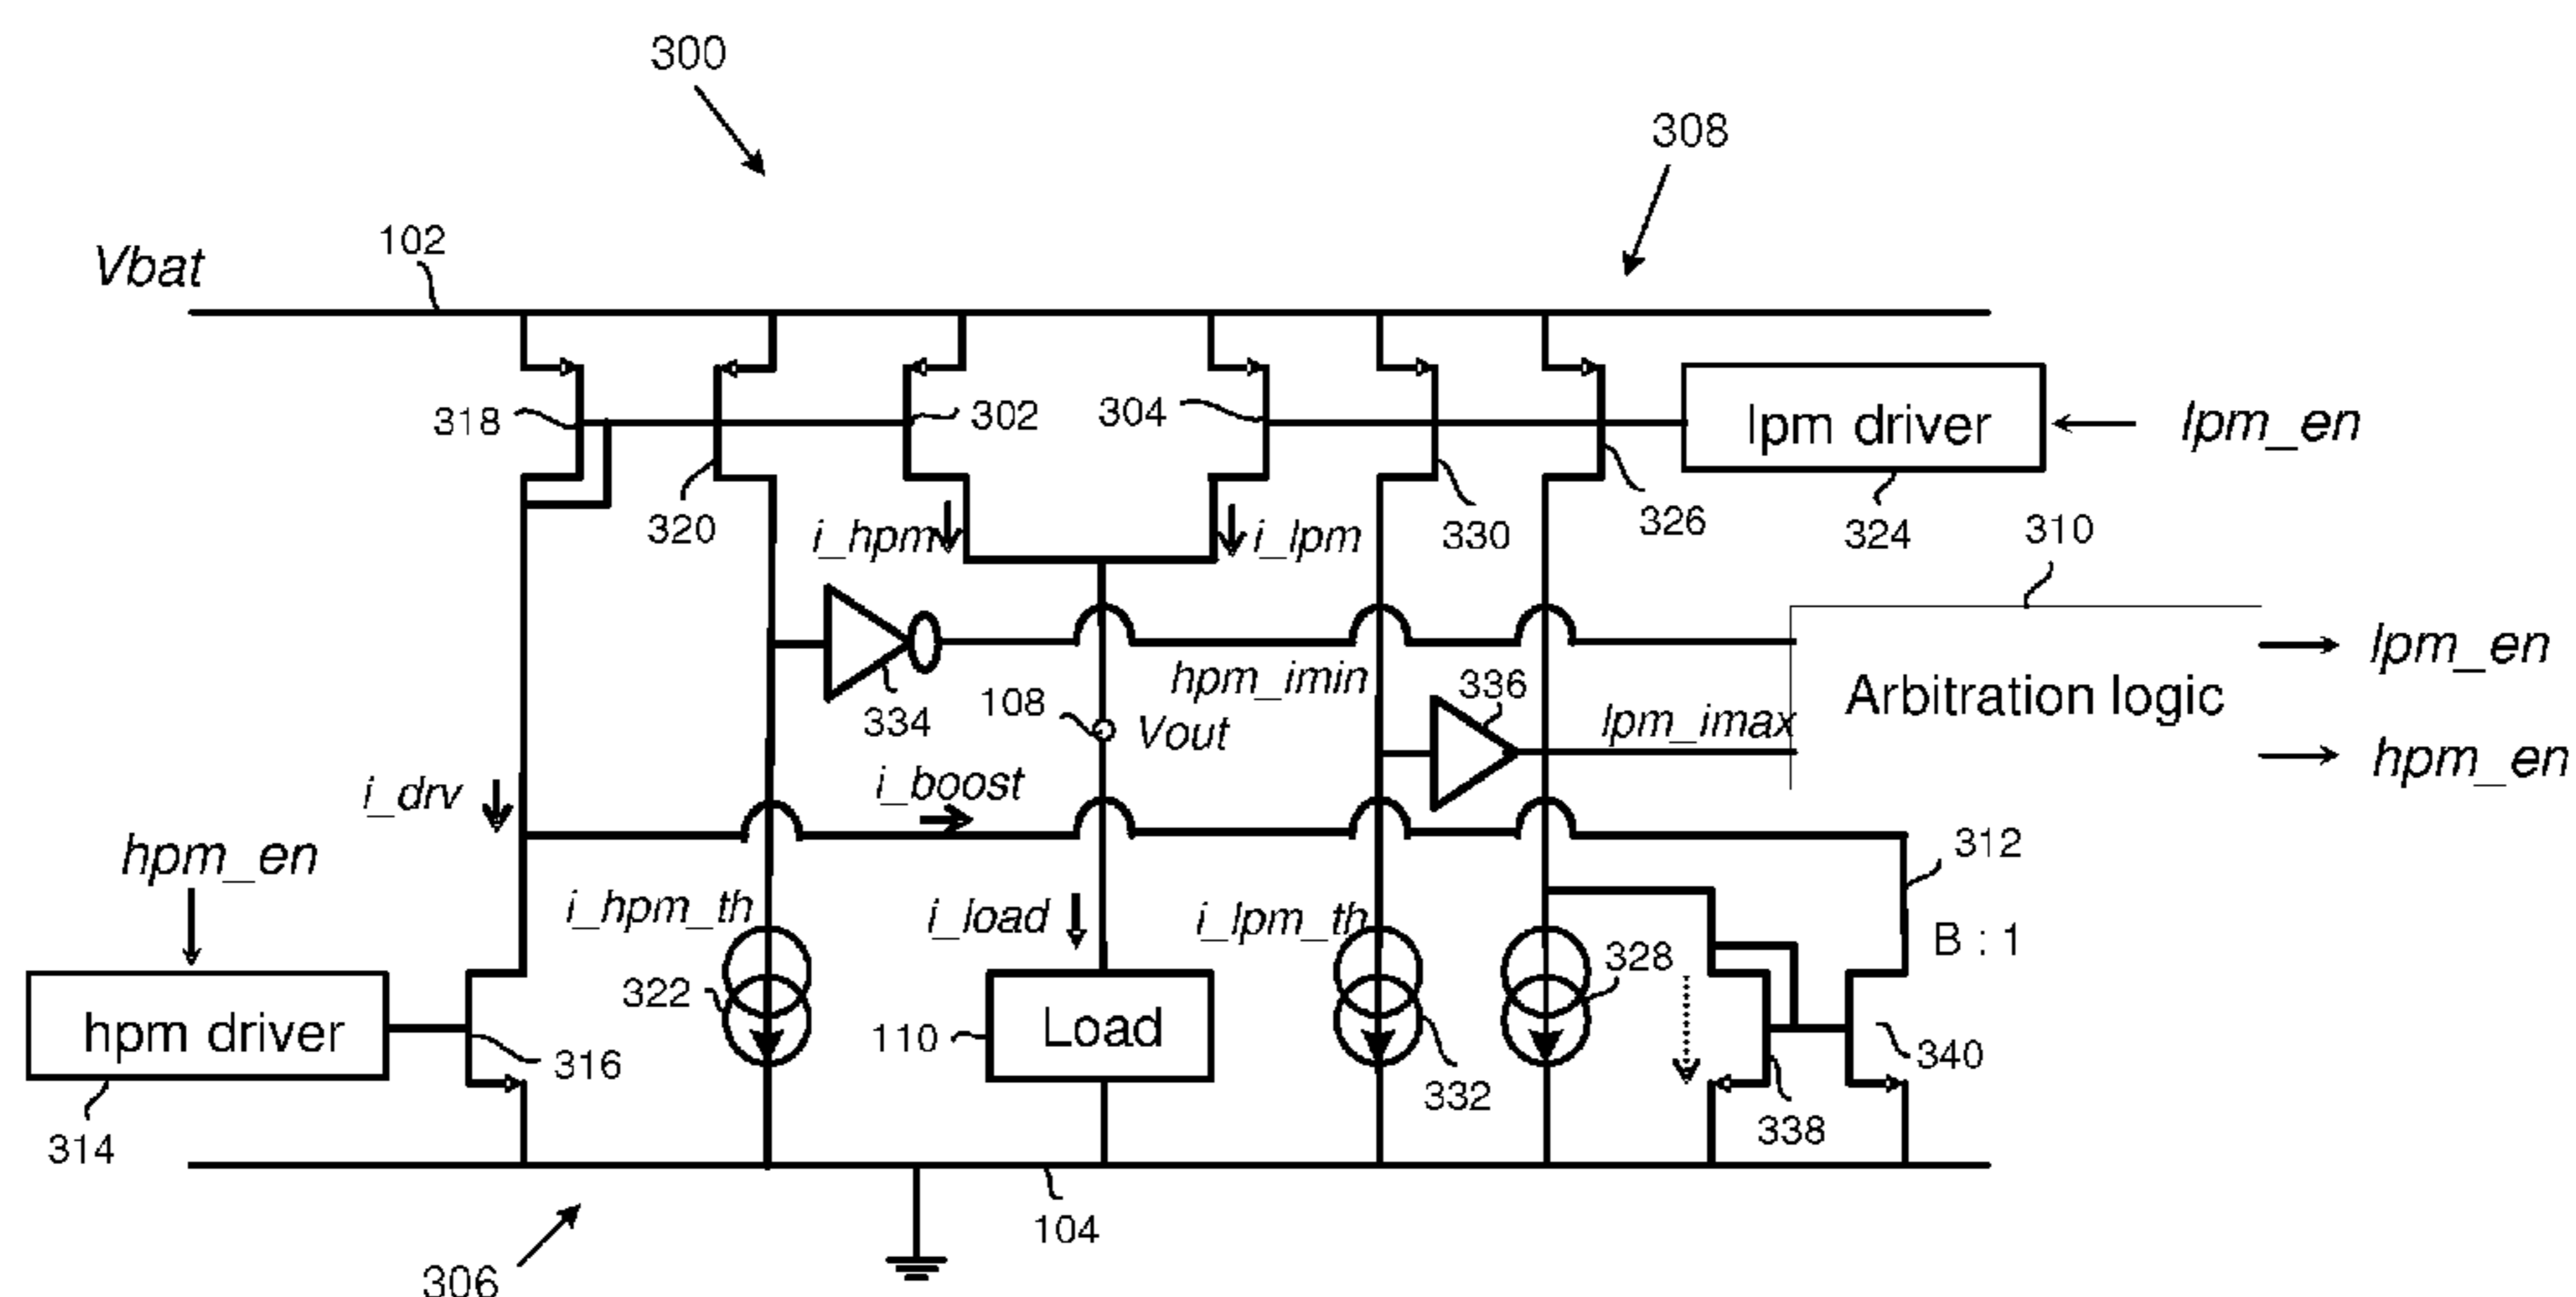 300
308
102
Vbat
318
320
302
304
330
326
lpm driver
lpm_en
324
310
i_hpm
i_lpm
334
hpm_imin
336
lpm_imax
108
Vout
Arbitration logic
lpm_en
hpm_en
i_drv
i_boost
312
hpm_en
i_hpm_th
i_load
i_lpm_th
B : 1
322
328
hpm driver
316
110
Load
332
340
338
314
104
306